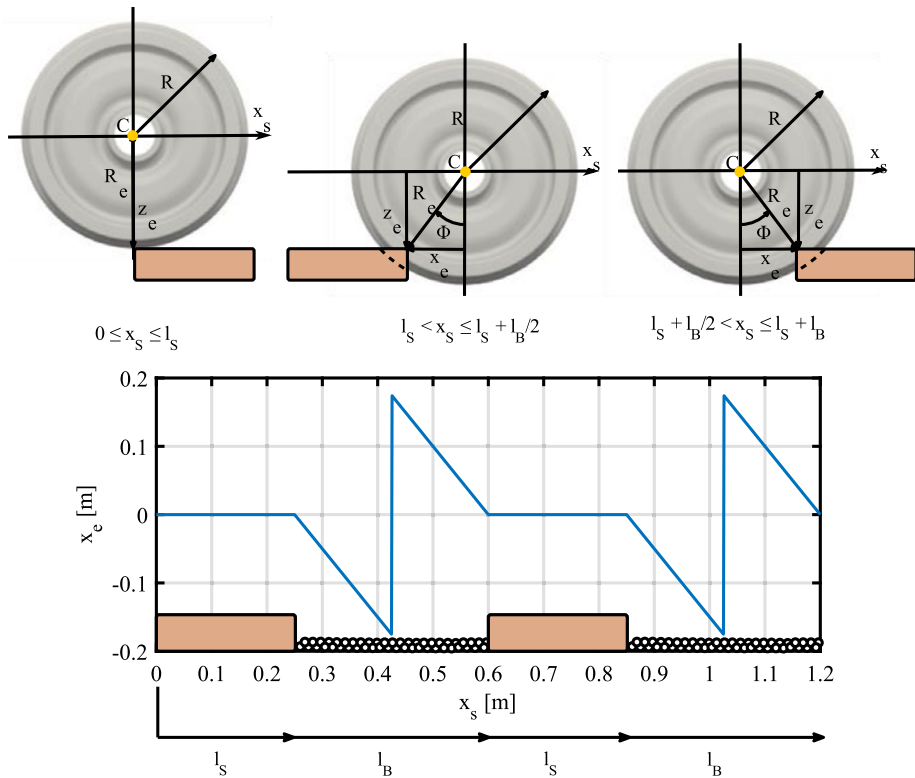 R
x_s
C
R_e
z_e
0 ≤ x_S ≤ l_S
R
R
x_s
C
R_e
z_e
Φ
x_e
l_S < x_S ≤ l_S + l_B/2
R
x_s
C
R_e
z_e
Φ
x_e
l_S + l_B/2 < x_S ≤ l_S + l_B
0.2
0.1
0
-0.1
-0.2
x_e [m]
0 0.1 0.2 0.3 0.4 0.5 0.6 0.7 0.8 0.9 1 1.1 1.2
x_s [m]
l_S l_B l_S l_B